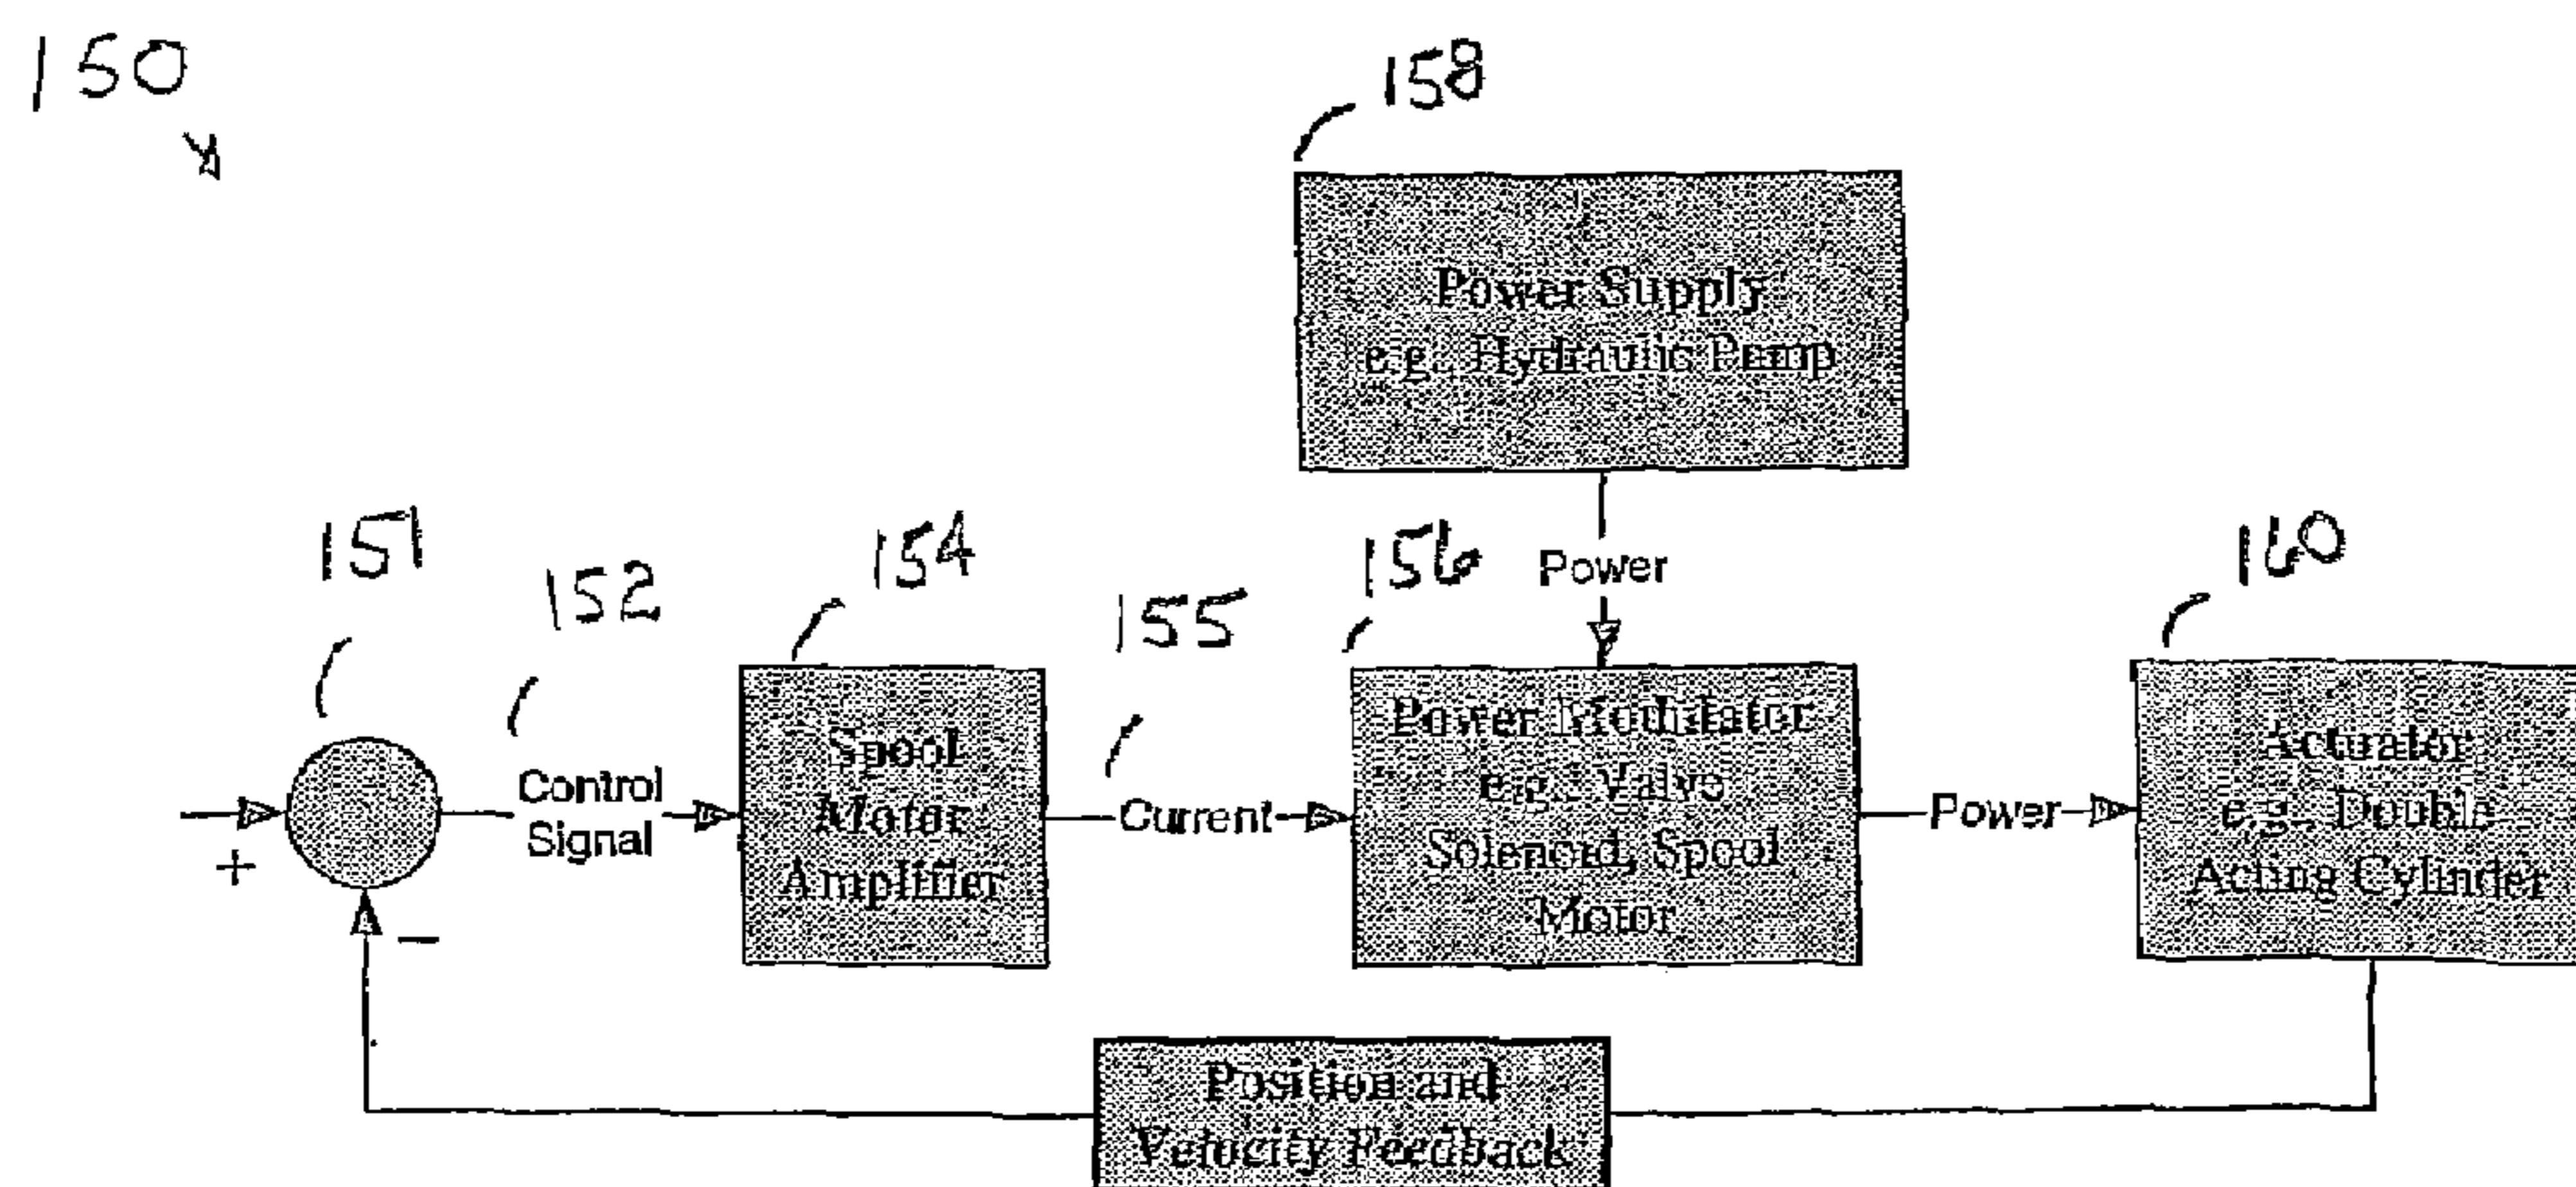 150
158
Power Supply
e.g., Hydraulic Pump
151
152
154
155
156
Power
160
+
Control
Signal
Spool
Motor
Amplifier
Current
Power Modulator
e.g., Valve
Solenoid, Spool
Motor
Power
Actuator
e.g., Double
Acting Cylinder
−
Position and
Velocity Feedback